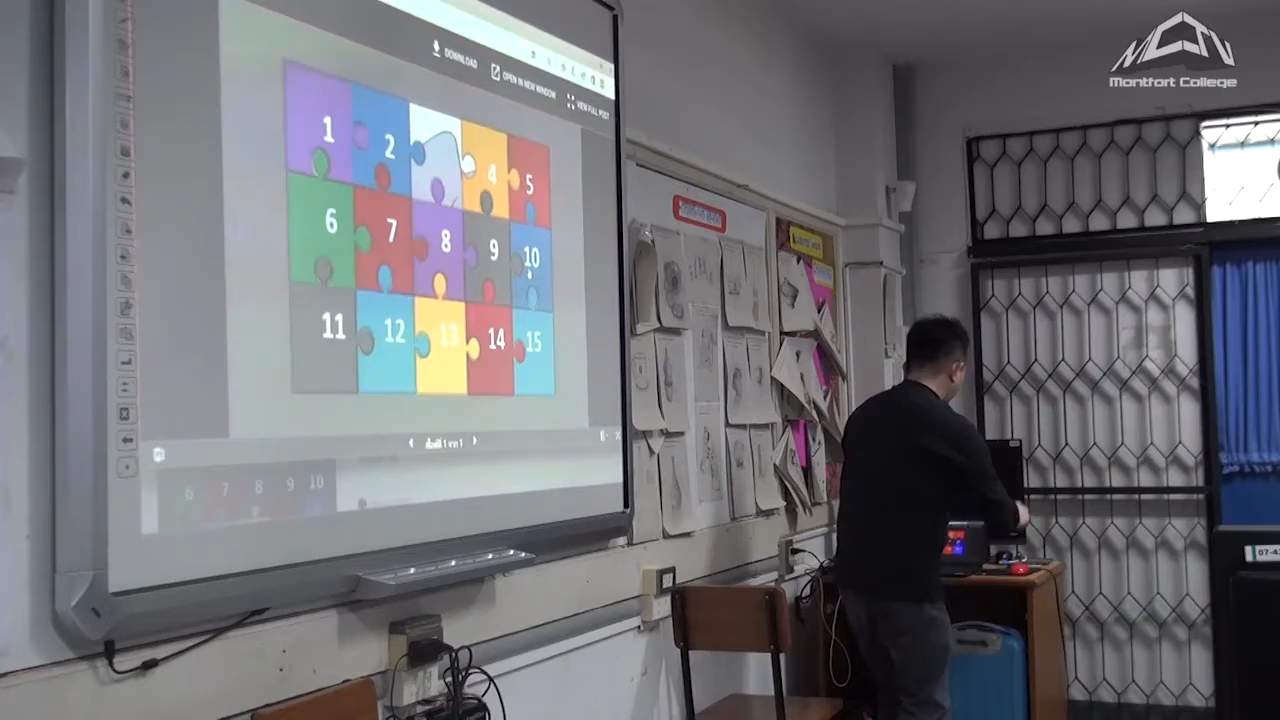 MCTV
Montfort College
DOWNLOAD
OPEN IN NEW WINDOW
VIEW FULL POST
1 2 4 5
6 7 8 9 10
11 12 13 14 15
6 7 8 9 10